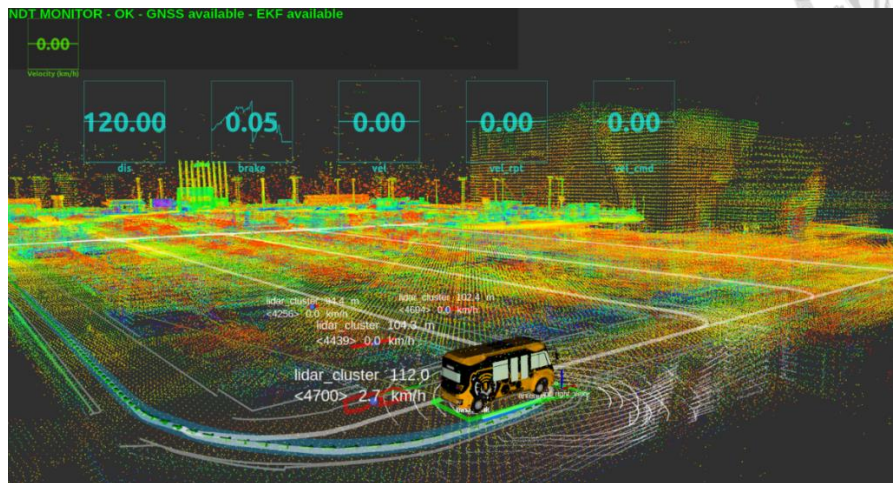 NDT MONITOR - OK - GNSS available - EKF available
0.00
Velocity (km/h)
120.00
0.05
0.00
0.00
0.00
dis
brake
vel
vel_rpt
vel_cmd
lidar_cluster 94.4 m
<4256> 0.0 km/h
lidar_cluster 102.4 m
<4694> 0.0 km/h
lidar_cluster 104.3 m
<4439> 0.0 km/h
lidar_cluster 112.0
<4700> 2.7 km/h